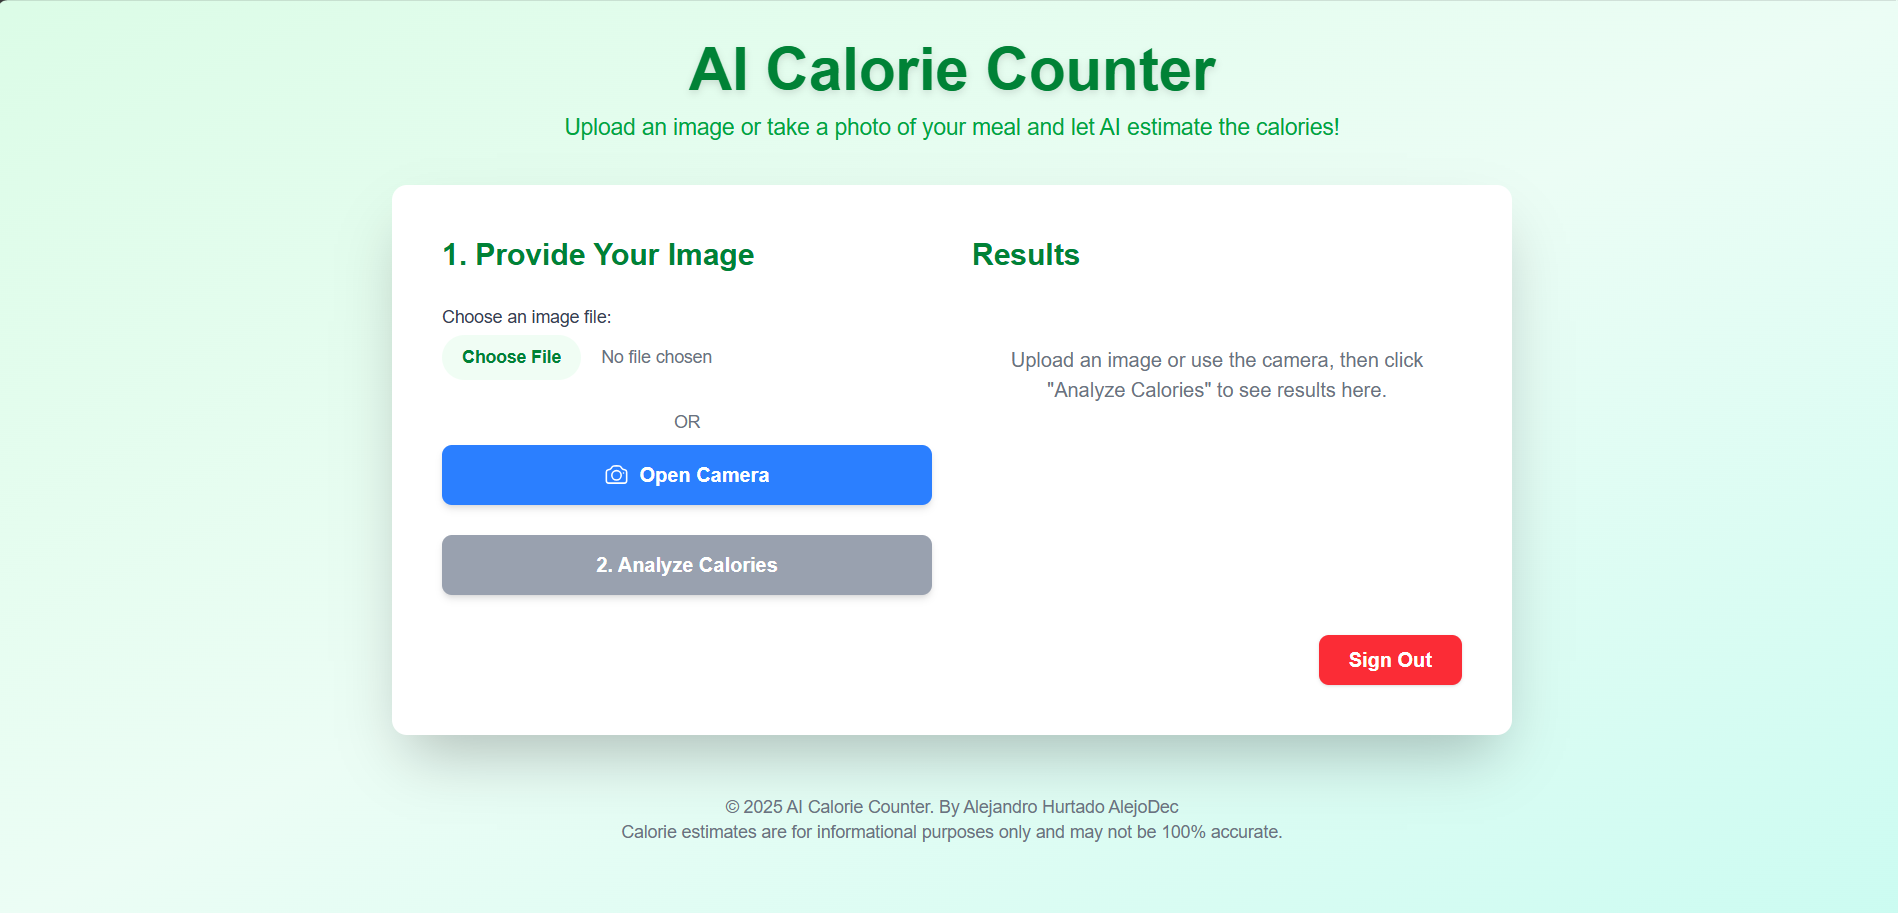 AI Calorie Counter
Upload an image or take a photo of your meal and let AI estimate the calories!
1. Provide Your Image
Choose an image file:
Choose File No file chosen
OR
Open Camera
2. Analyze Calories
Results
Upload an image or use the camera, then click
"Analyze Calories" to see results here.
Sign Out
© 2025 AI Calorie Counter. By Alejandro Hurtado AlejoDec
Calorie estimates are for informational purposes only and may not be 100% accurate.